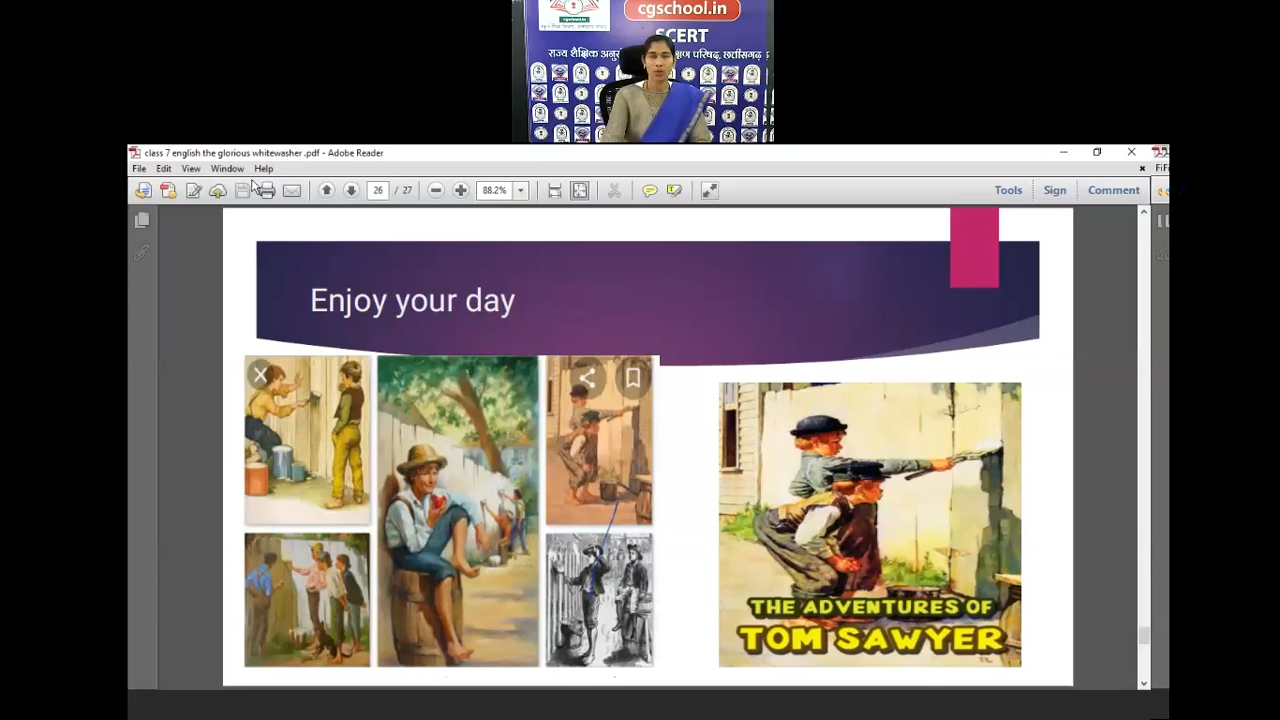 cgschool.in
cgschool.in
SCERT
राज्य शैक्षिक अनु
क्षण परिषद, छत्तीसगढ़
class 7 english the glorious whitewasher .pdf - Adobe Reader
File Edit View Window Help
26 / 27
88.2%
Tools Sign Comment
Enjoy your day
THE ADVENTURES OF
TOM SAWYER